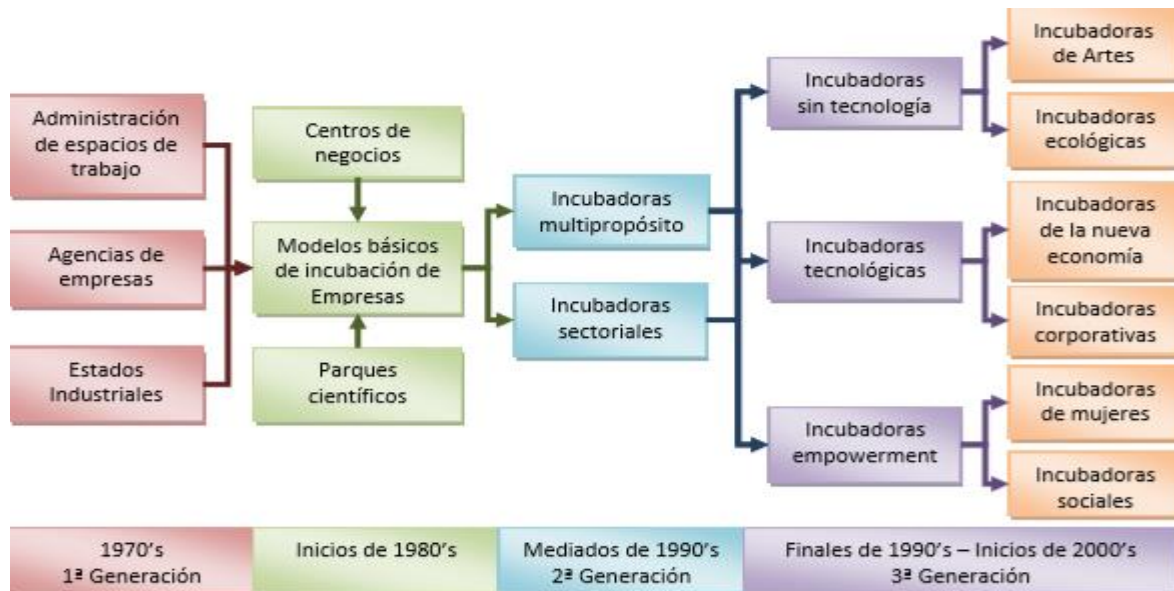 Administración
de espacios de
trabajo
Agencias de
empresas
Estados
Industriales
Centros de
negocios
Modelos básicos
de incubación de
Empresas
Parques
científicos
Incubadoras
multipropósito
Incubadoras
sectoriales
Incubadoras
sin tecnología
Incubadoras
tecnológicas
Incubadoras
empowerment
Incubadoras
de Artes
Incubadoras
ecológicas
Incubadoras
de la nueva
economía
Incubadoras
corporativas
Incubadoras
de mujeres
Incubadoras
sociales
1970's
1ª Generación
Inicios de 1980's
Mediados de 1990's
2ª Generación
Finales de 1990's – Inicios de 2000's
3ª Generación